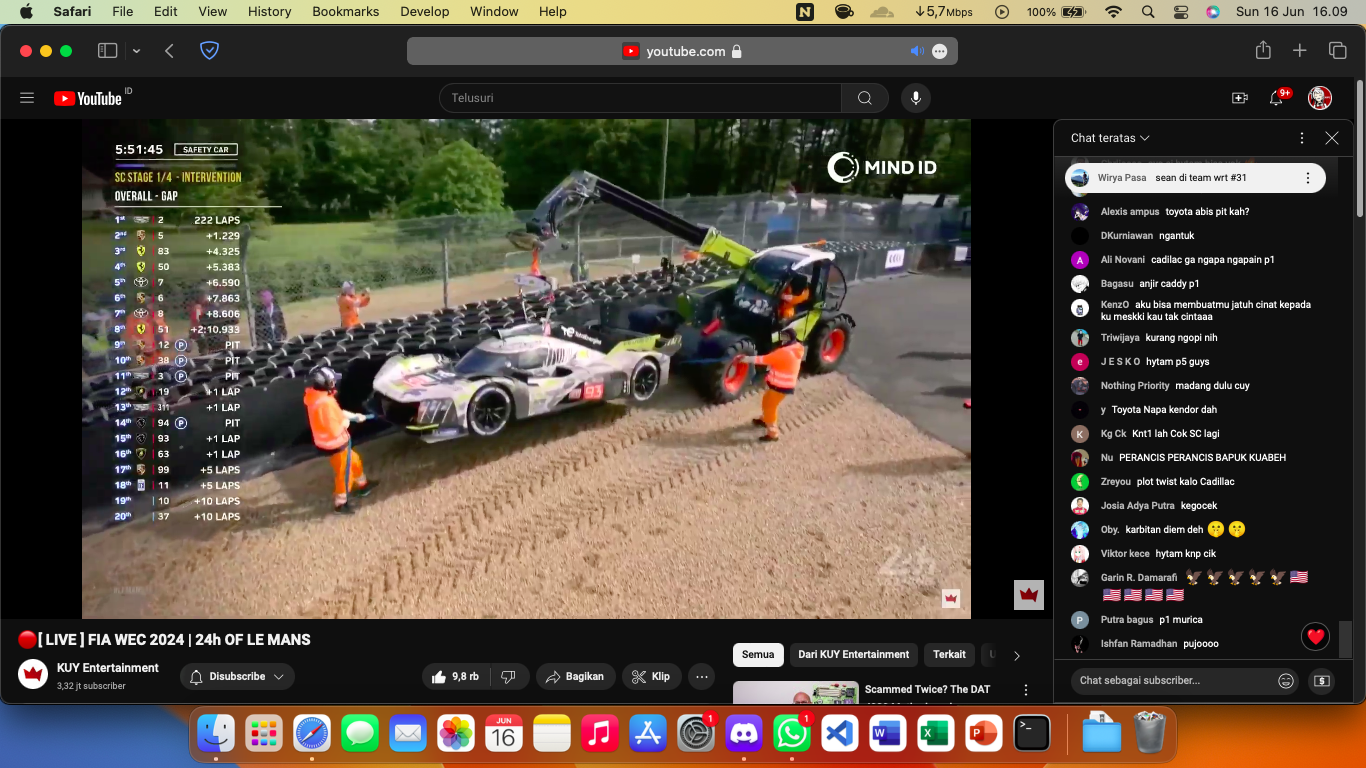 Safari File Edit View History Bookmarks Develop Window Help
N 5,7Mbps 100% Sun 16 Jun 16.09
youtube.com
YouTube ID
Telusuri
9+
5:51:45 SAFETY CAR
SC STAGE 1/4 - INTERVENTION
OVERALL - GAP
1st 2 222 LAPS
2nd 5 +1.229
3rd 83 +4.325
4th 50 +5.383
5th 7 +6.590
6th 6 +7.863
7th 8 +8.606
8th 51 +2:10.933
9th 12 P PIT
10th 38 P PIT
11th 3 P PIT
12th 19 +1 LAP
13th 311 +1 LAP
14th 94 P PIT
15th 93 +1 LAP
16th 63 +1 LAP
17th 99 +5 LAPS
18th 11 +5 LAPS
19th 10 +10 LAPS
20th 37 +10 LAPS
MIND ID
93
24h
Chat teratas
Wirya Pasa sean di team wrt #31
Alexis ampus toyota abis pit kah?
DKurniawan ngantuk
A Ali Novani cadilac ga ngapa ngapain p1
Bagasu anjir caddy p1
KenzO aku bisa membuatmu jatuh cinat kepada
ku meskki kau tak cintaaa
Triwijaya kurang ngopi nih
e J E S K O hytam p5 guys
Nothing Priority madang dulu cuy
y Toyota Napa kendor dah
K Kg Ck Knt1 lah Cok SC lagi
Nu PERANCIS PERANCIS BAPUK KUABEH
Zreyou plot twist kalo Cadillac
Josia Adya Putra kegocek
Oby. karbitan diem deh 🤫 🤫
Viktor kece hytam knp cik
Garin R. Damarafi 🦅 🦅 🦅 🦅 🦅 🇺🇸
🇺🇸 🇺🇸 🇺🇸 🇺🇸
P Putra bagus p1 murica
Ishfan Ramadhan pujoooo
Chat sebagai subscriber...
🔴[ LIVE ] FIA WEC 2024 | 24h OF LE MANS
KUY Entertainment
3,32 jt subscriber
Disubscribe
9,8 rb
Bagikan
Klip
Semua
Dari KUY Entertainment
Terkait
Scammed Twice? The DAT
JUN
16
1
1
W
X
P